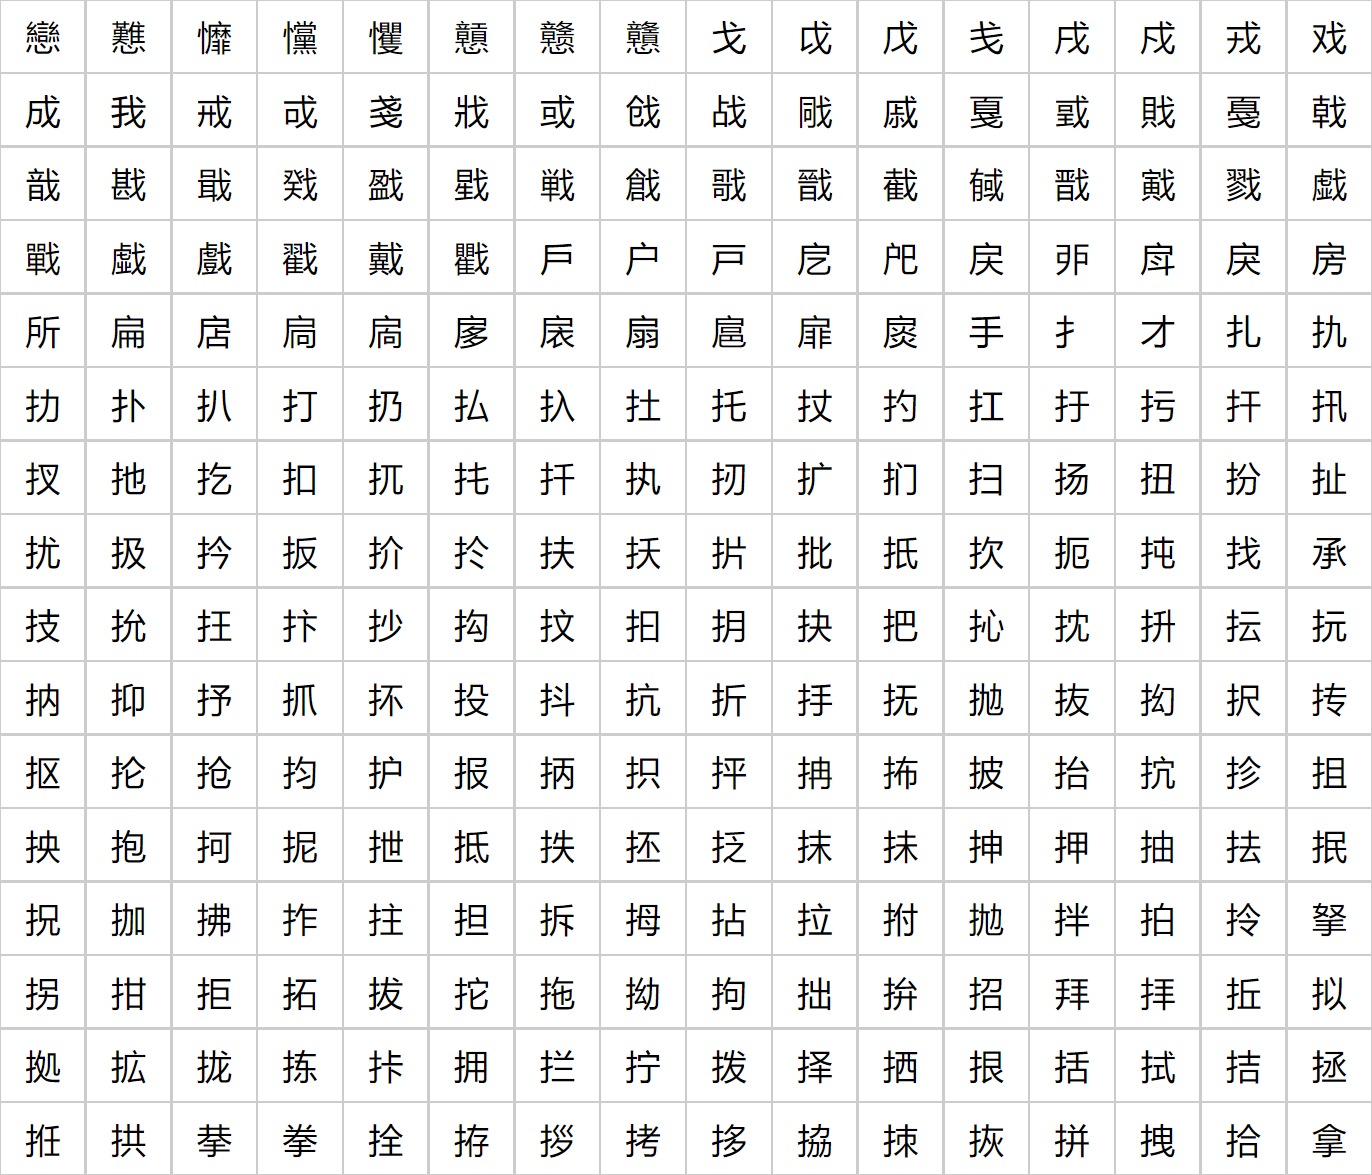 戀戁戂戃戄戅戆戇戈戉戊戋戌戍戎戏
成我戒戓戔戕或戗战戙戚戛戜戝戞戟
戠戡戢戣戤戥戦戧戨戩截戫戬戭戮戯
戰戱戲戳戴戵戶户戸戹戺戻戼戽戾房
所扁扂扃扄扅扆扇扈扉扊手扌才扎扏
扐扑扒打扔払扖扗托扙扚扛扜扝扞扟
扠扡扢扣扤扥扦执扨扩扪扫扬扭扮扯
扰扱扲扳扴扵扶扷扸批扺扻扼扽找承
技抁抂抃抄抅抆抇抈抉把抋抌抍抎抏
抐抑抒抓抔投抖抗折抙抚抛抜抝択抟
抠抡抢抣护报抦抧抨抩抪披抬抭抮抯
抰抱抲抳抴抵抶抷抸抹抺抻押抽抾抿
拀拁拂拃拄担拆拇拈拉拊拋拌拍拎拏
拐拑拒拓拔拕拖拗拘拙拚招拜拝拞拟
拠拡拢拣拤拥拦拧拨择拪拫括拭拮拯
拰拱拲拳拴拵拶拷拸拹拺拻拼拽拾拿